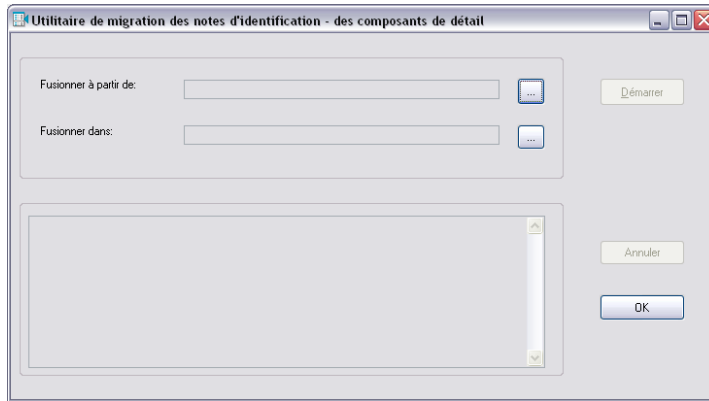 Utilitaire de migration des notes d'identification - des composants de détail
Fusionner à partir de:
...
Démarrer
Fusionner dans:
...
Annuler
OK